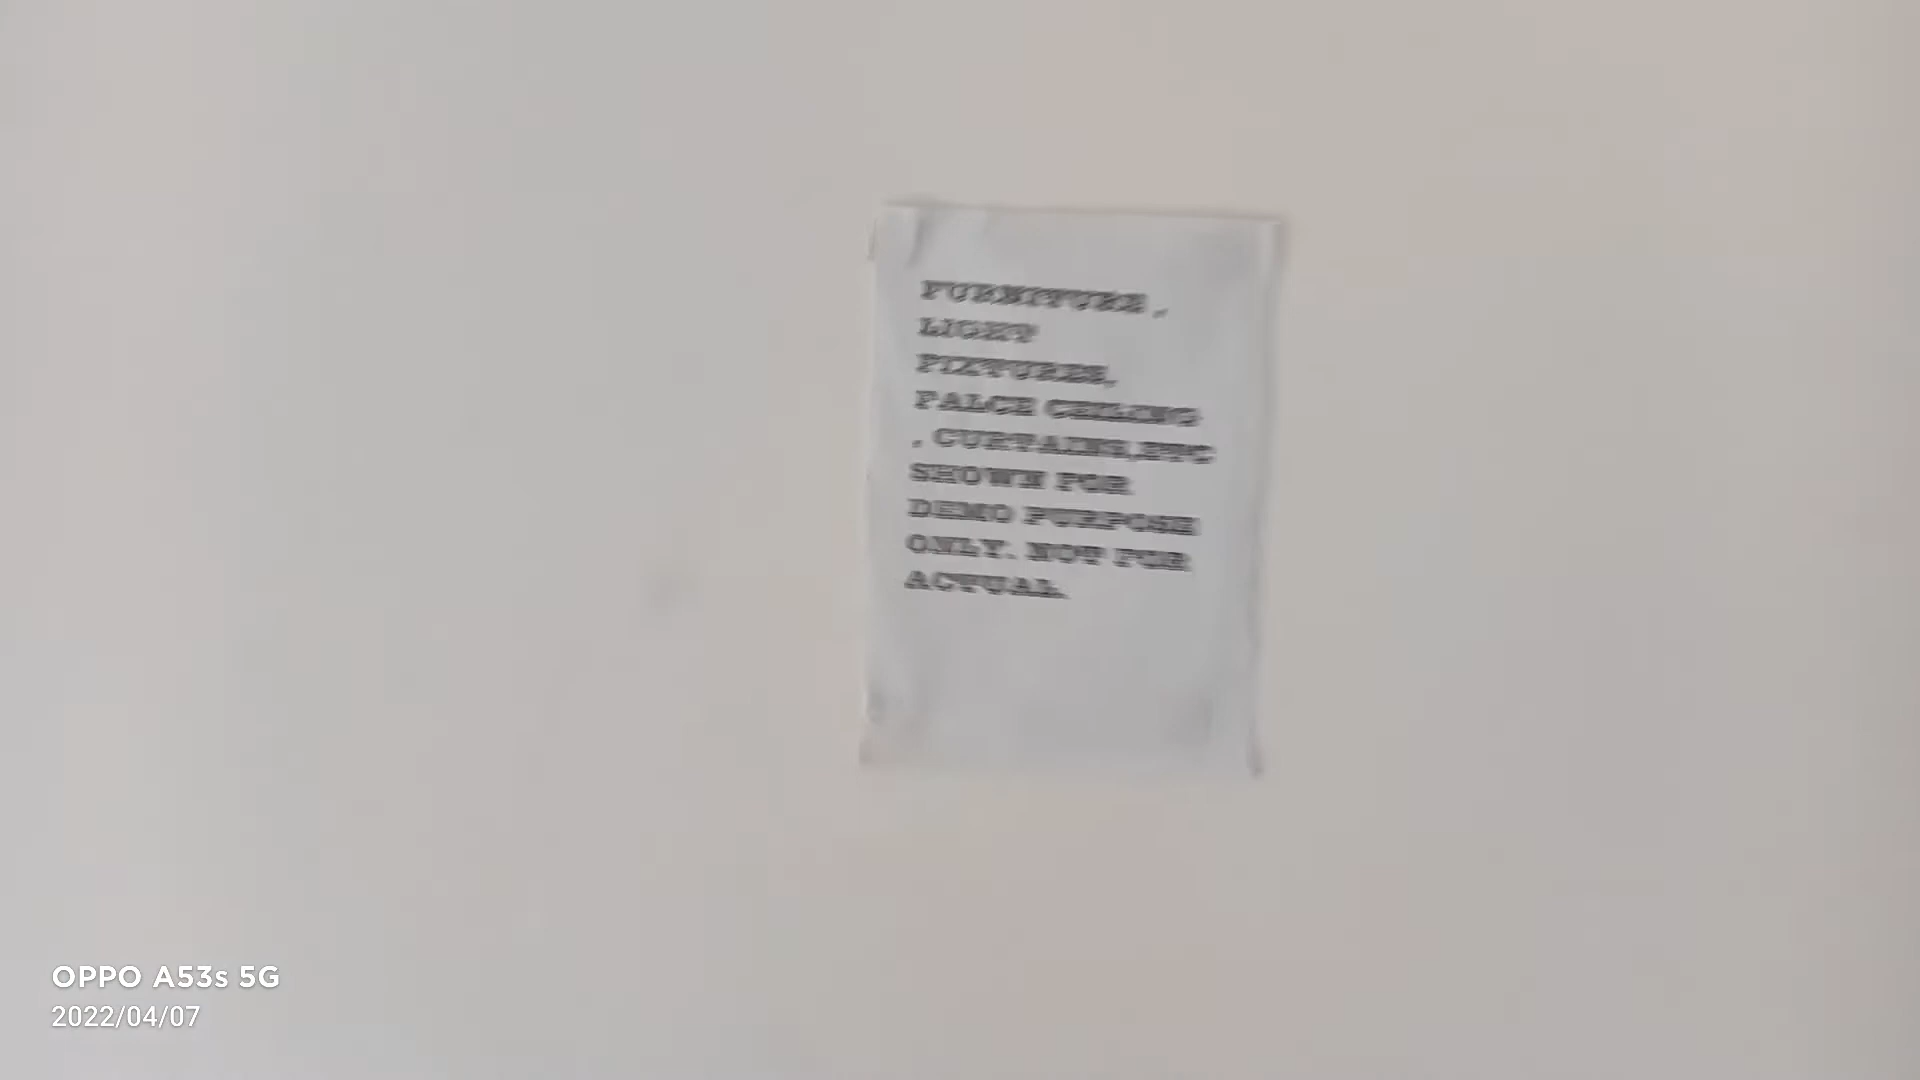 FURNITURE ,
LIGHT
FIXTURES,
FALCE CEILING
, CURTAINS,ETC
SHOWN FOR
DEMO PURPOSE
ONLY. NOT FOR
ACTUAL.
OPPO A53s 5G
2022/04/07